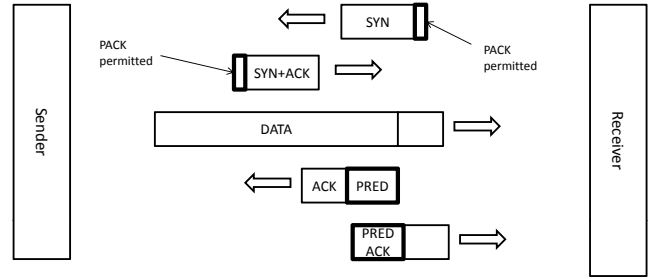 SYN
PACK
permitted
PACK
permitted
SYN+ACK
Sender
DATA
Receiver
ACK
PRED
PRED
ACK